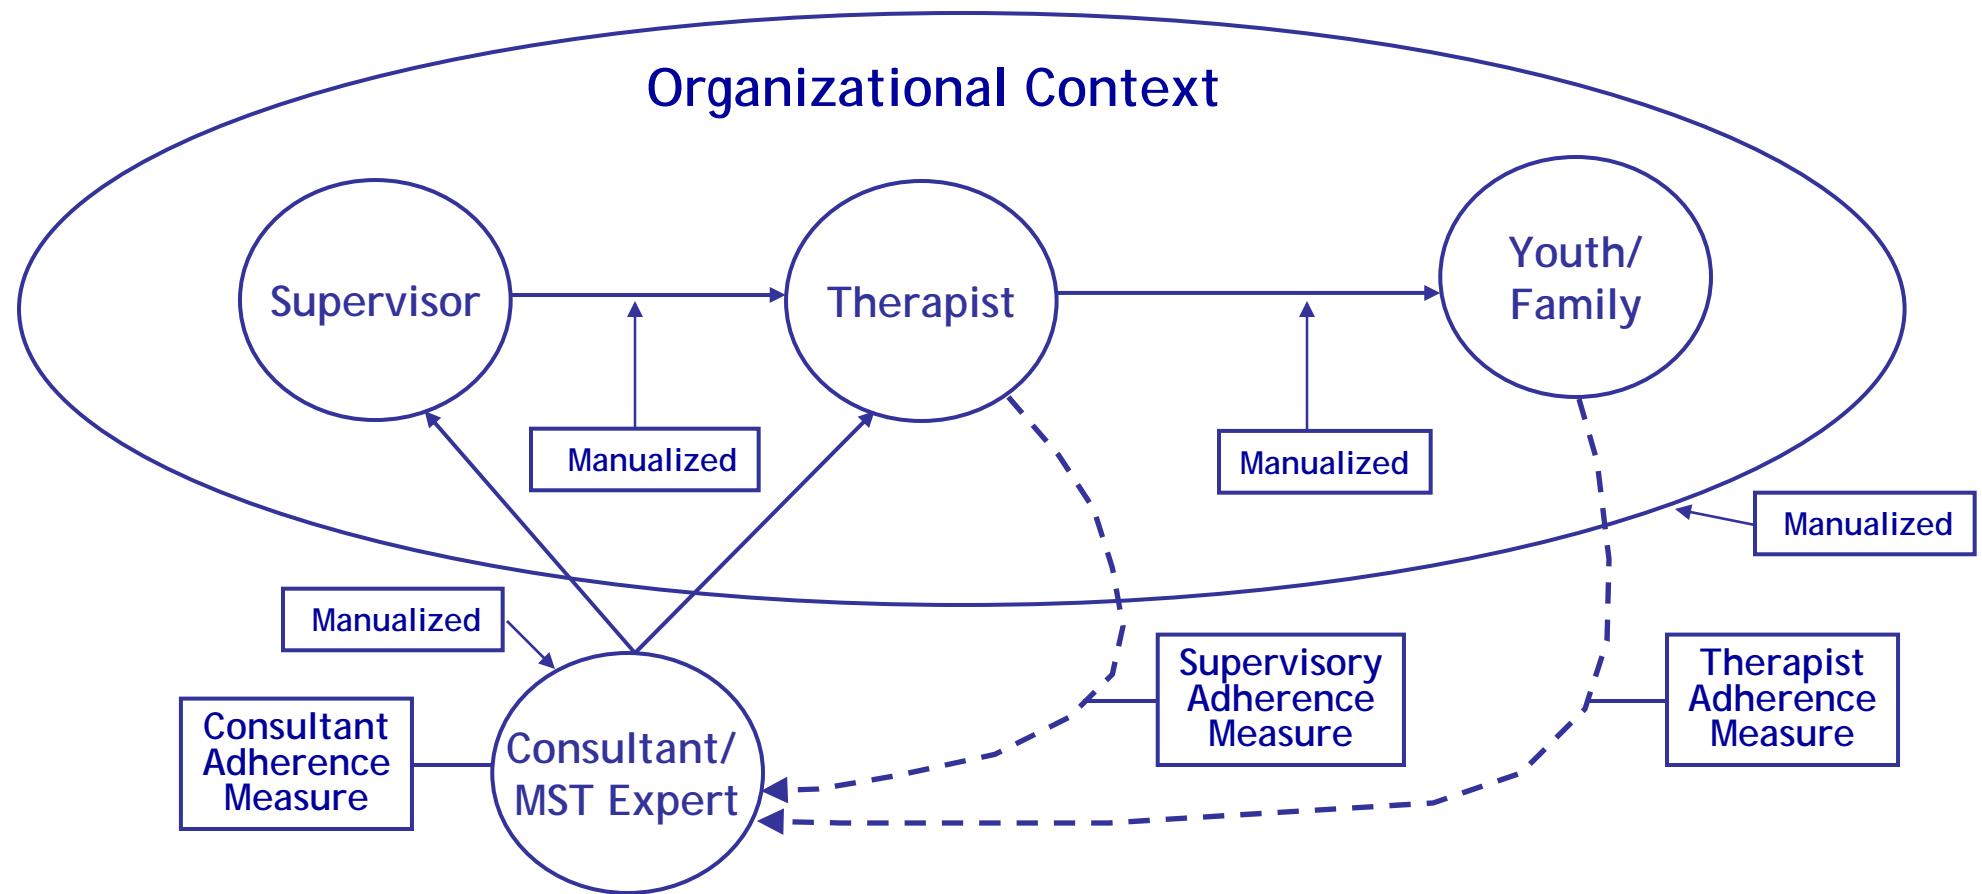 Organizational Context
Supervisor
Therapist
Youth/
Family
Manualized
Manualized
Manualized
Manualized
Consultant
Adherence
Measure
Consultant/
MST Expert
Supervisory
Adherence
Measure
Therapist
Adherence
Measure